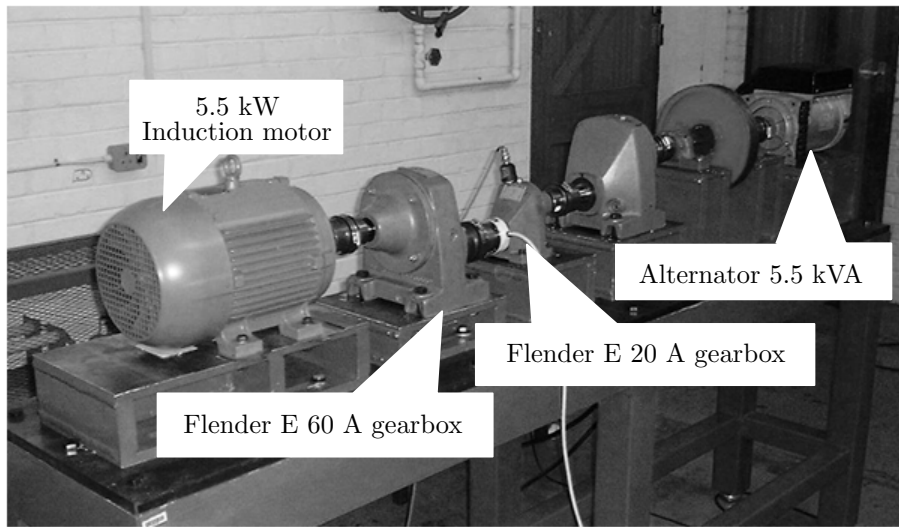 5.5 kW
Induction motor
Alternator 5.5 kVA
Flender E 20 A gearbox
Flender E 60 A gearbox